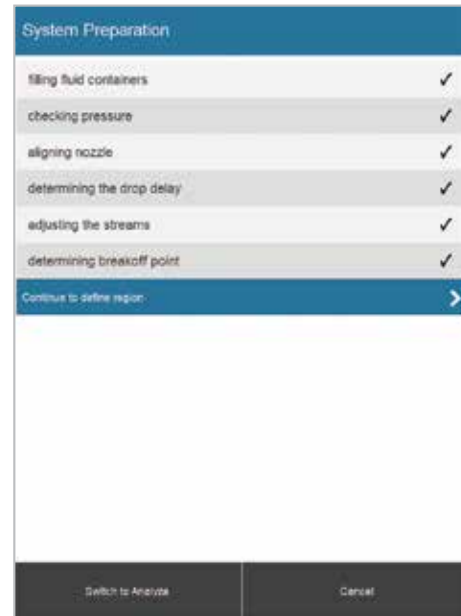 System Preparation
filling fluid containers
checking pressure
aligning nozzle
determining the drop delay
adjusting the streams
determining breakoff point
Continue to define region
Switch to Analyze
Cancel